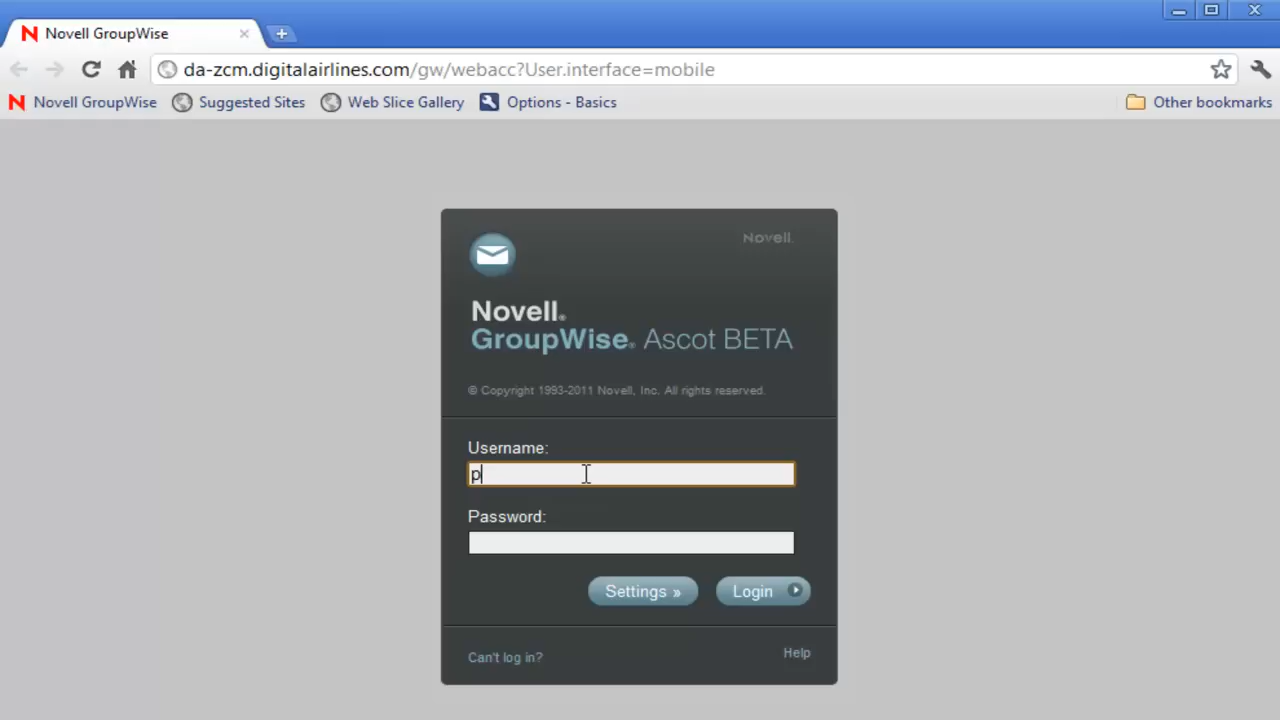 Novell GroupWise
da-zcm.digitalairlines.com/gw/webacc?User.interface=mobile
Novell GroupWise Suggested Sites Web Slice Gallery Options - Basics Other bookmarks
Novell.
Novell®
GroupWise® Ascot BETA
© Copyright 1993-2011 Novell, Inc. All rights reserved.
Username:
p
Password:
Settings » Login
Can't log in? Help